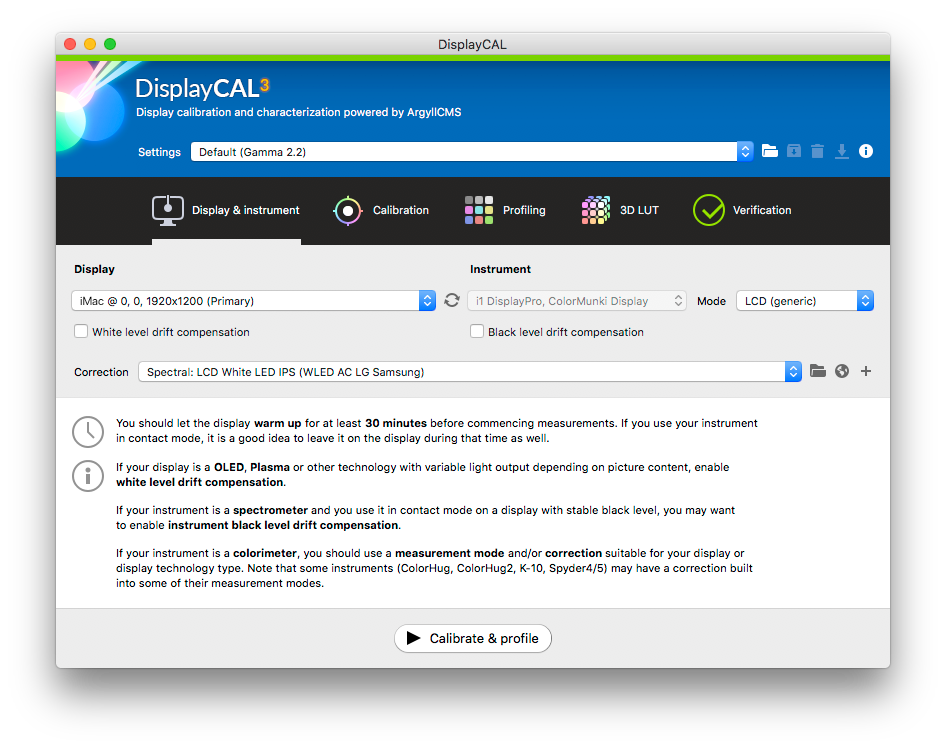 DisplayCAL
DisplayCAL3
Display calibration and characterization powered by ArgyllCMS
Settings Default (Gamma 2.2)
Display & instrument Calibration Profiling 3D LUT Verification
Display Instrument
iMac @ 0, 0, 1920x1200 (Primary) i1 DisplayPro, ColorMunki Display Mode LCD (generic)
White level drift compensation Black level drift compensation
Correction Spectral: LCD White LED IPS (WLED AC LG Samsung)
You should let the display warm up for at least 30 minutes before commencing measurements. If you use your instrument
in contact mode, it is a good idea to leave it on the display during that time as well.
If your display is a OLED, Plasma or other technology with variable light output depending on picture content, enable
white level drift compensation.
If your instrument is a spectrometer and you use it in contact mode on a display with stable black level, you may want
to enable instrument black level drift compensation.
If your instrument is a colorimeter, you should use a measurement mode and/or correction suitable for your display or
display technology type. Note that some instruments (ColorHug, ColorHug2, K-10, Spyder4/5) may have a correction built
into some of their measurement modes.
Calibrate & profile